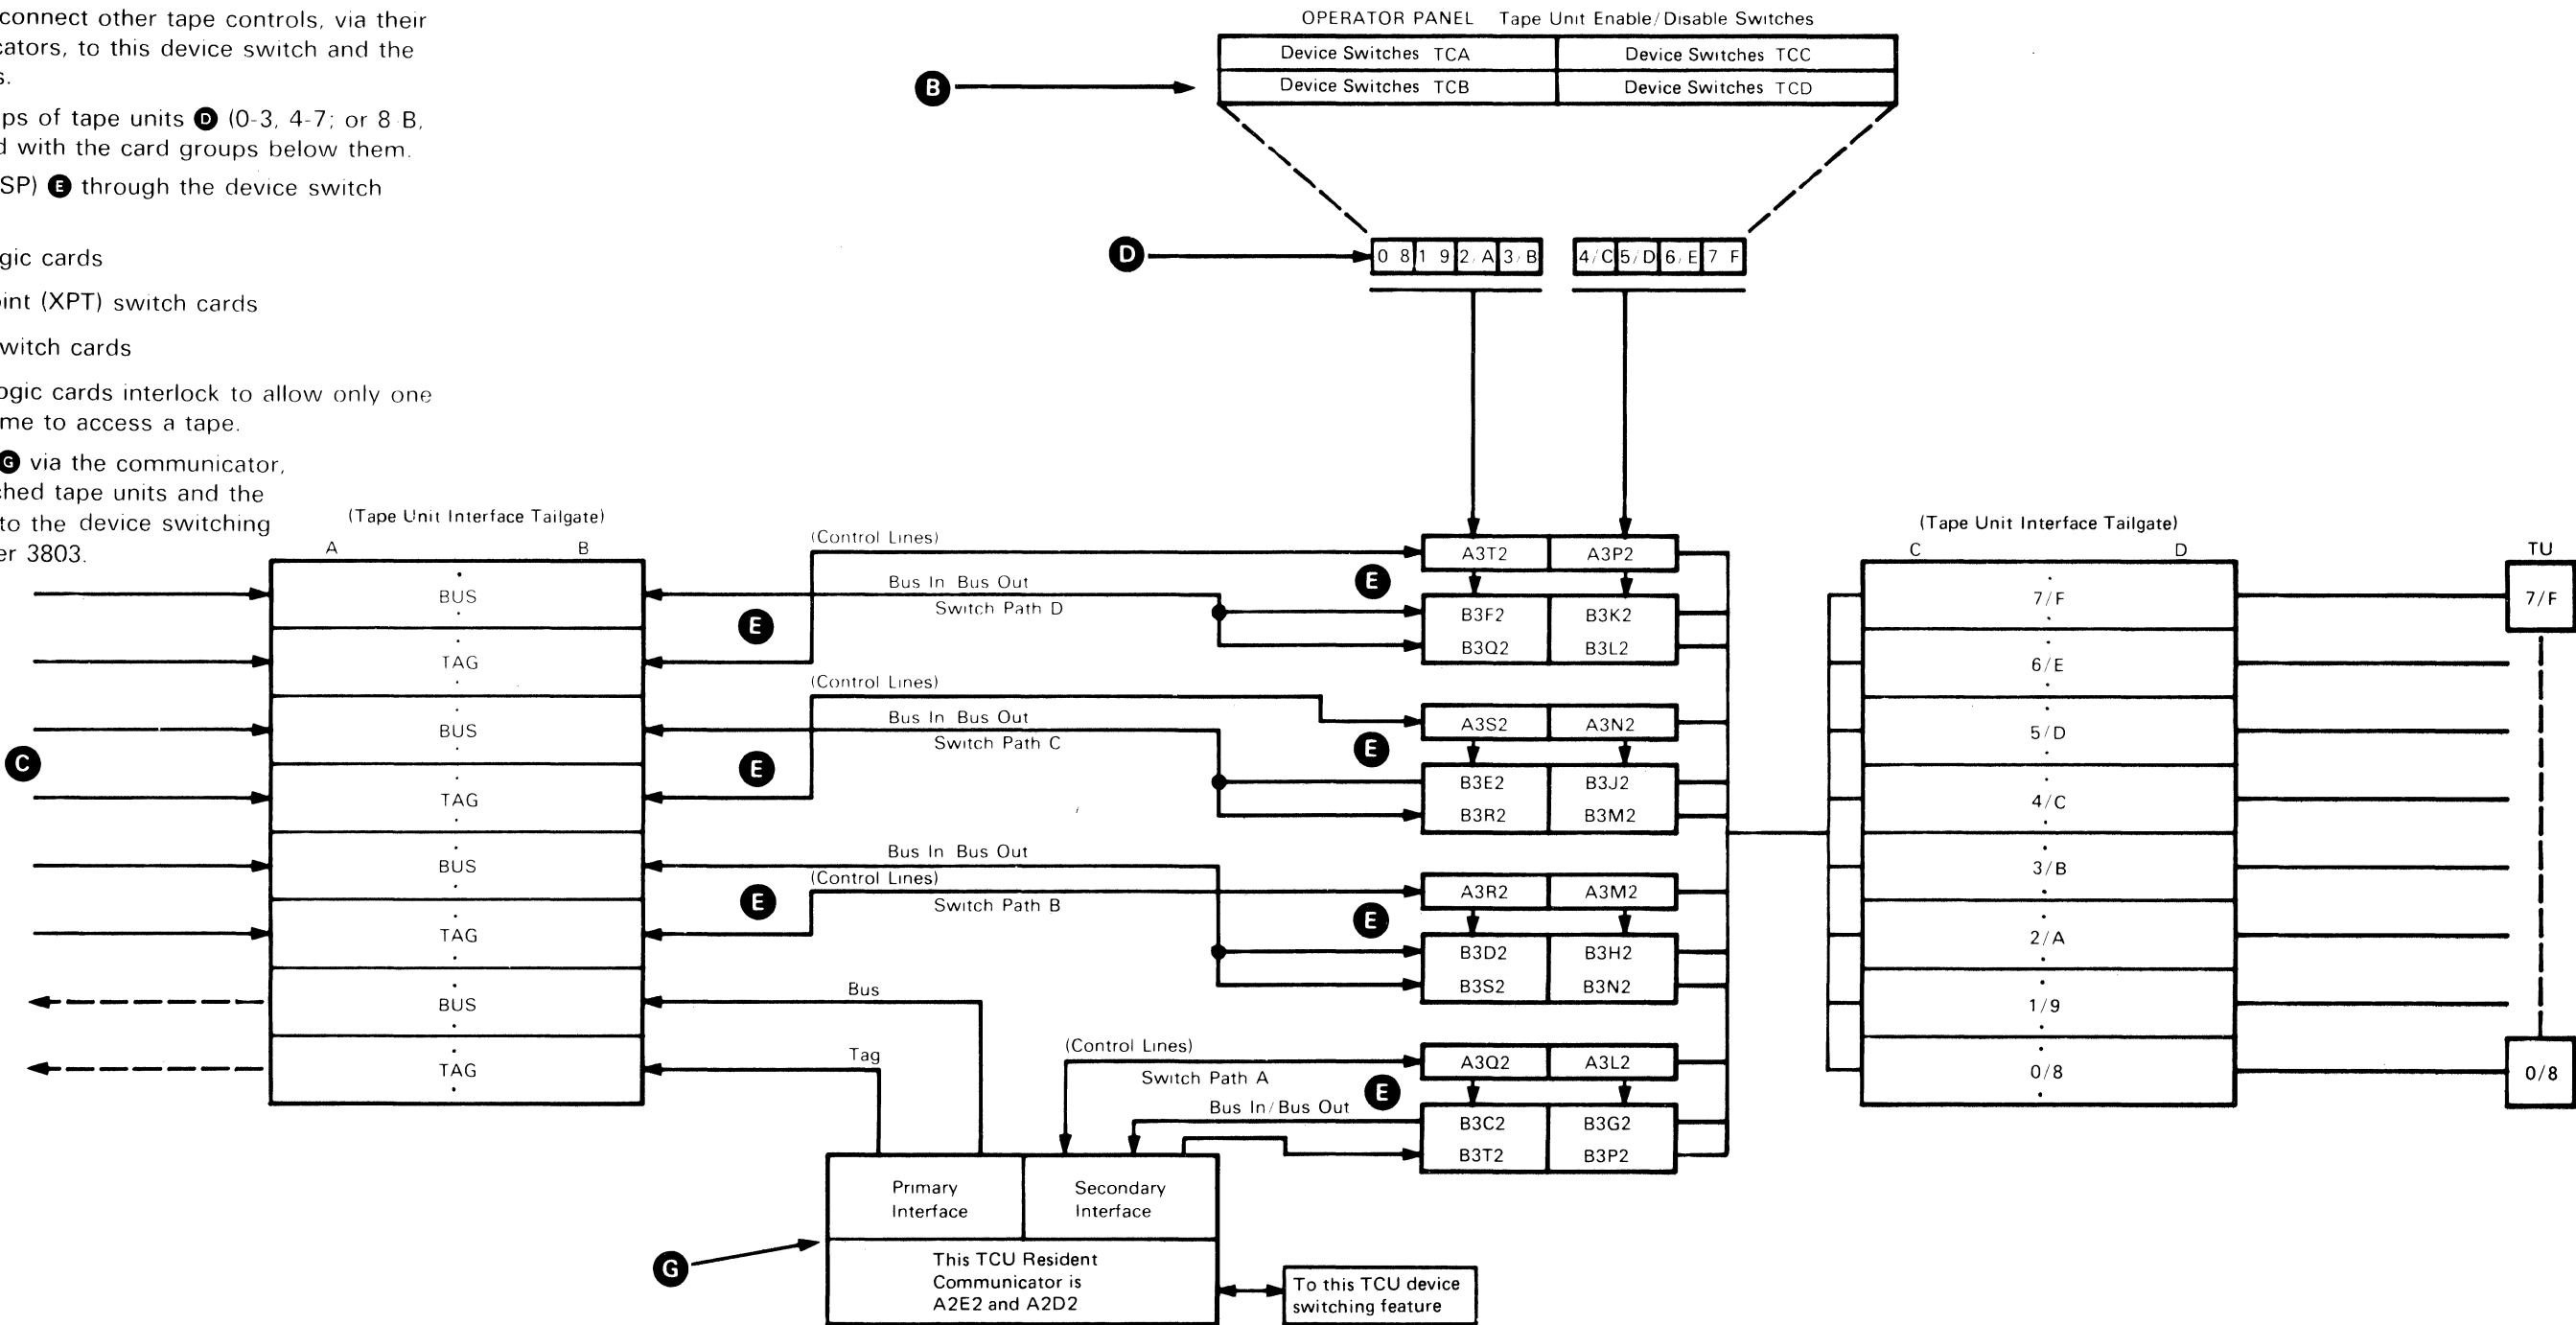 connect other tape controls, via their
cators, to this device switch and the
s.
ps of tape units D (0-3, 4-7; or 8 B,
d with the card groups below them.
SP) E through the device switch
gic cards
int (XPT) switch cards
witch cards
ogic cards interlock to allow only one
me to access a tape.
G via the communicator,
ched tape units and the
to the device switching
er 3803.
OPERATOR PANEL Tape Unit Enable/Disable Switches
Device Switches TCA
Device Switches TCC
B
Device Switches TCB
Device Switches TCD
D
0 8 1 9 2/A 3/B
4/C 5/D 6/E 7 F
(Tape Unit Interface Tailgate)
A B
C
BUS
TAG
BUS
TAG
BUS
TAG
BUS
TAG
(Control Lines)
Bus In Bus Out
Switch Path D
E
E
A3T2 A3P2
B3F2 B3K2
B3Q2 B3L2
(Control Lines)
Bus In Bus Out
Switch Path C
E
E
A3S2 A3N2
B3E2 B3J2
B3R2 B3M2
Bus In Bus Out
(Control Lines)
Switch Path B
E
E
A3R2 A3M2
B3D2 B3H2
B3S2 B3N2
Bus
Tag
(Control Lines)
Switch Path A
Bus In/Bus Out
E
A3Q2 A3L2
B3C2 B3G2
B3T2 B3P2
Primary
Interface
Secondary
Interface
G
This TCU Resident
Communicator is
A2E2 and A2D2
To this TCU device
switching feature
(Tape Unit Interface Tailgate)
C D
7/F
6/E
5/D
4/C
3/B
2/A
1/9
0/8
TU
7/F
0/8